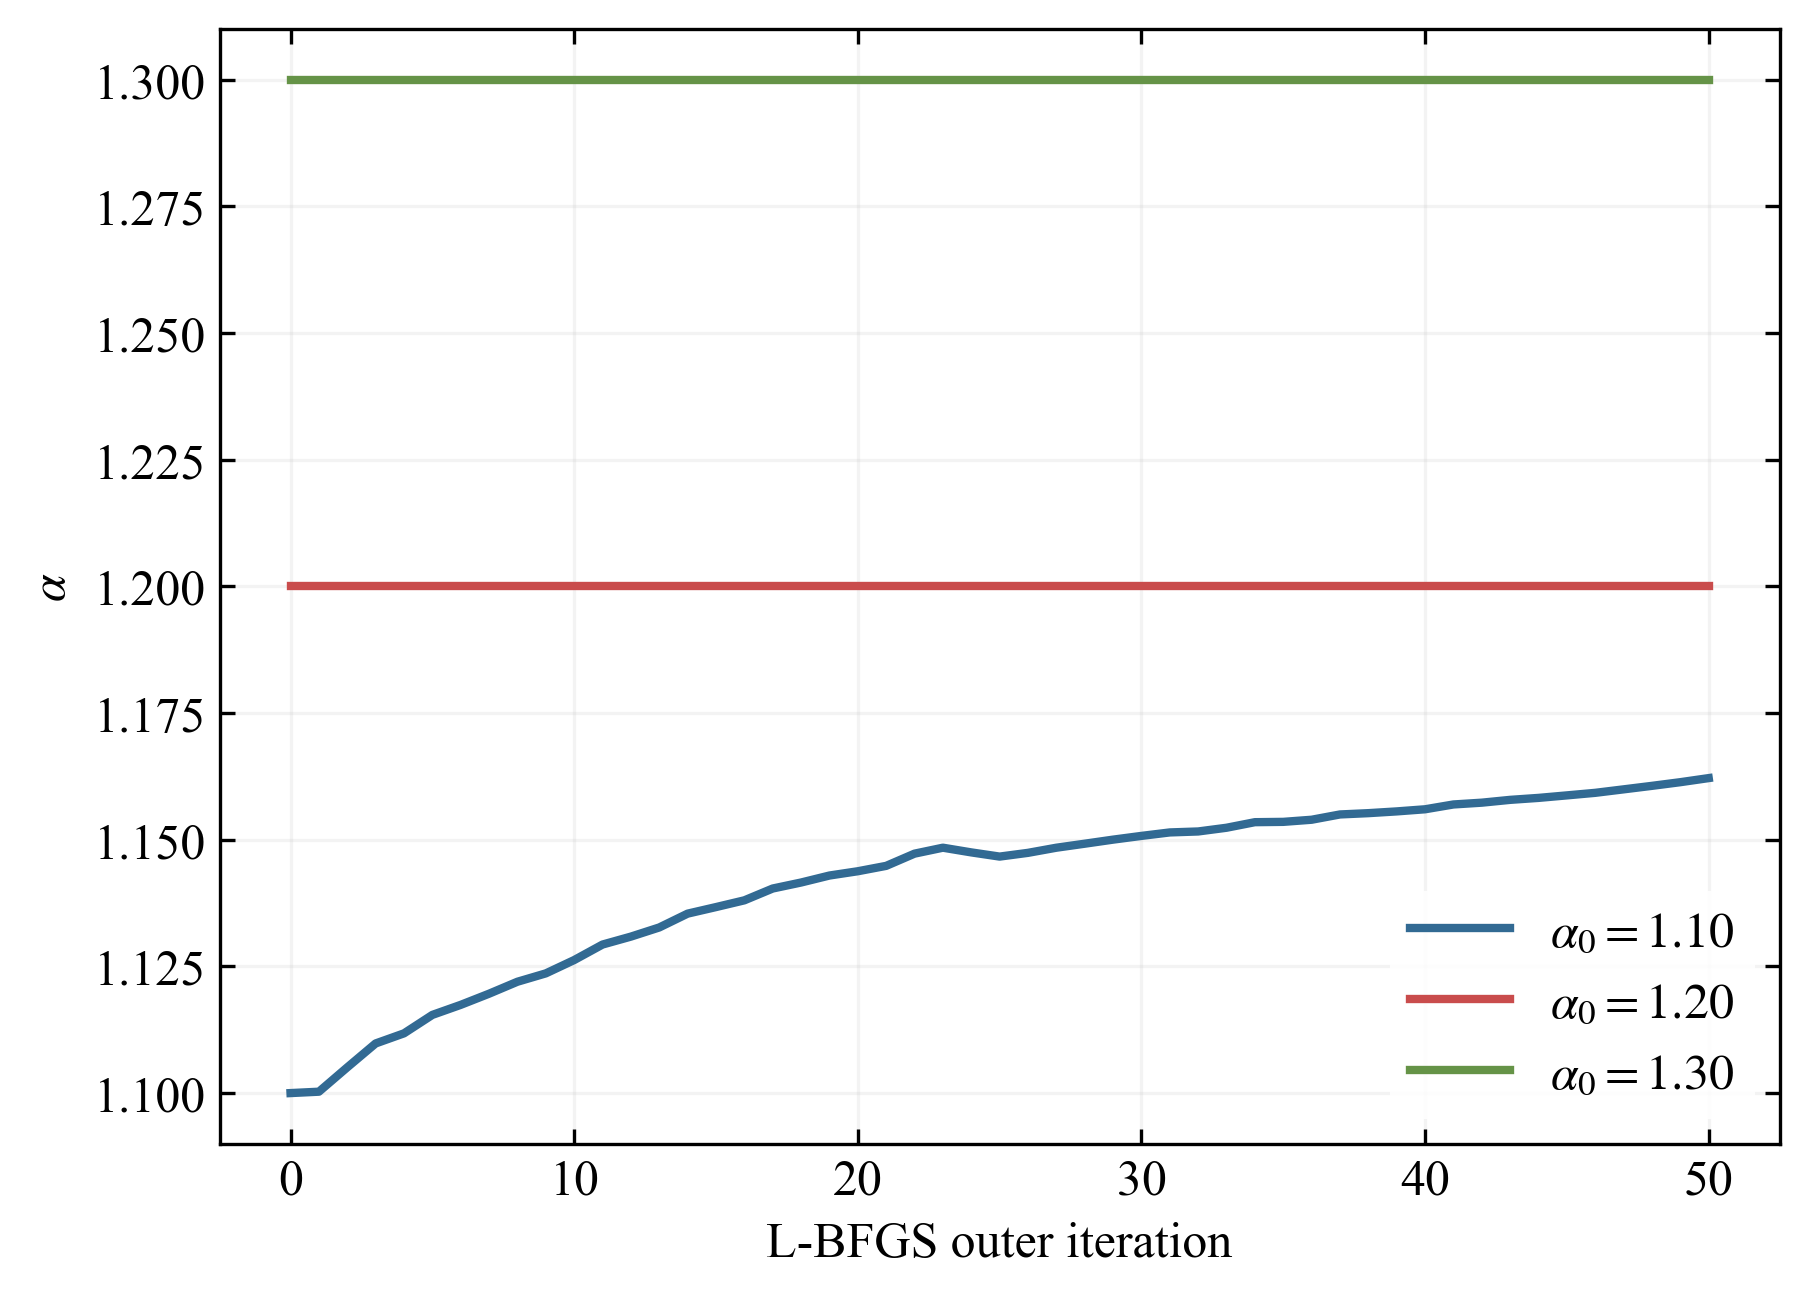 1.300
1.275
1.250
1.225
1.200
1.175
1.150
1.125
1.100
α
α₀ = 1.10
α₀ = 1.20
α₀ = 1.30
0 10 20 30 40 50
L-BFGS outer iteration